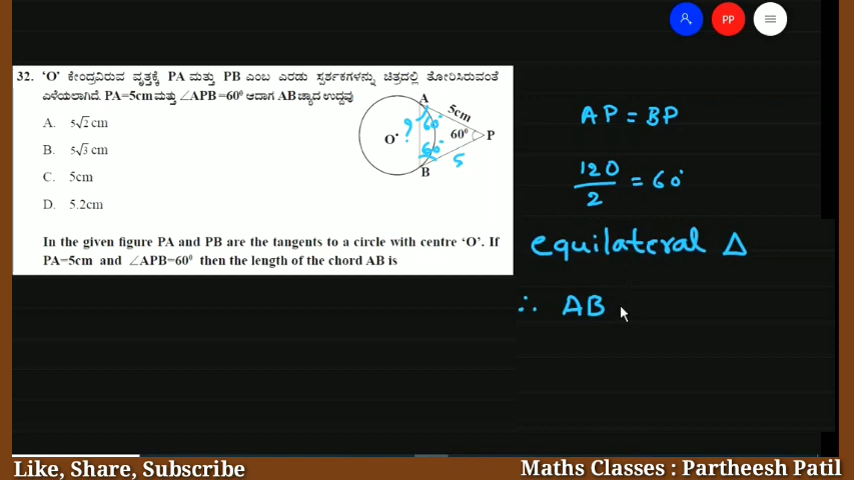 PP
32. ‘O’ ಕೇಂದ್ರವಿರುವ ವೃತ್ತಕ್ಕೆ PA ಮತ್ತು PB ಎಂಬ ಎರಡು ಸ್ಪರ್ಶಕಗಳನ್ನು ಚಿತ್ರದಲ್ಲಿ ತೋರಿಸಿರುವಂತೆ
ಎಳೆಯಲಾಗಿದೆ. PA=5cm ಮತ್ತು ∠APB=60⁰ ಆದಾಗ AB ಜ್ಯಾದ ಉದ್ದವು
A. 5√2 cm
B. 5√3 cm
C. 5cm
D. 5.2cm
A
5cm
60°
60⁰
P
O
?
60°
5
B
In the given figure PA and PB are the tangents to a circle with centre ‘O’. If
PA=5cm and ∠APB=60⁰ then the length of the chord AB is
AP = BP
120/2 = 60°
equilateral Δ
∴ AB
Like, Share, Subscribe
Maths Classes : Partheesh Patil